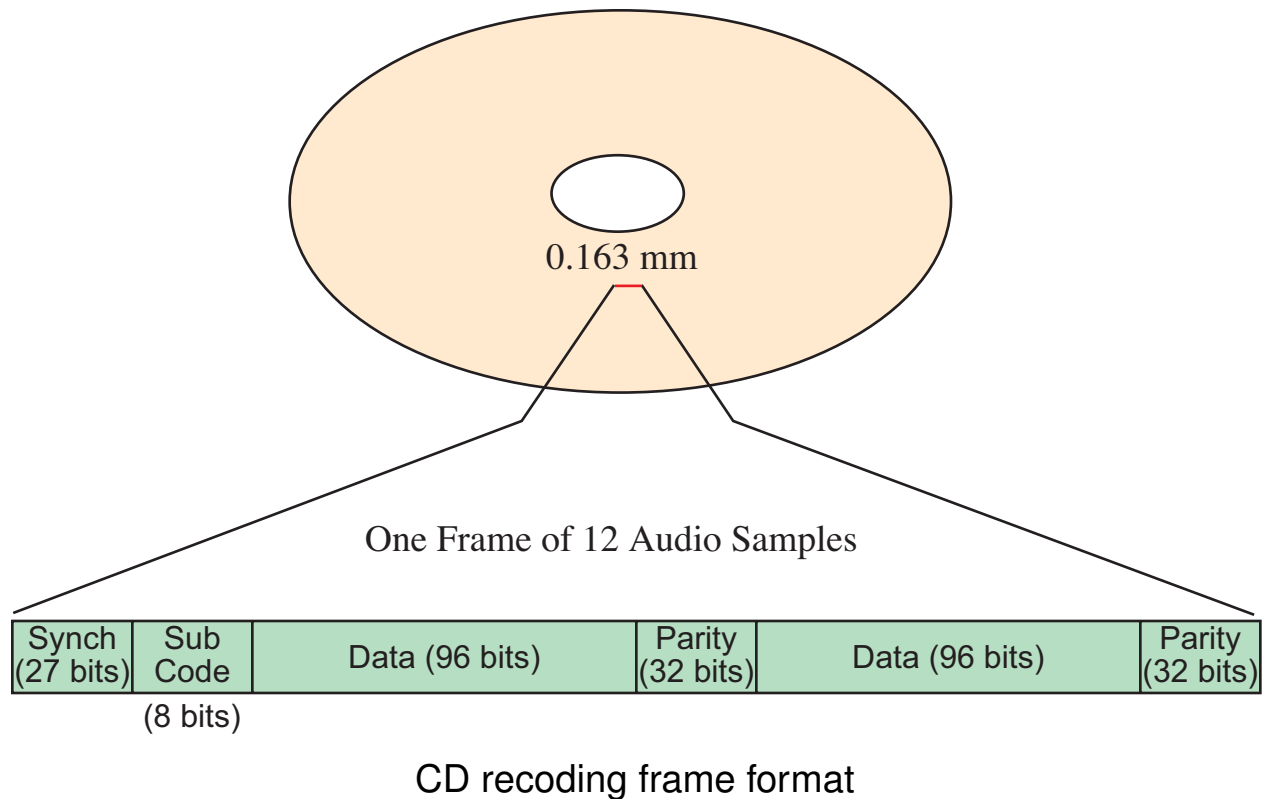 0.163 mm
One Frame of 12 Audio Samples
Synch
(27 bits)
Sub
Code
(8 bits)
Data (96 bits)
Parity
(32 bits)
Data (96 bits)
Parity
(32 bits)
CD recoding frame format